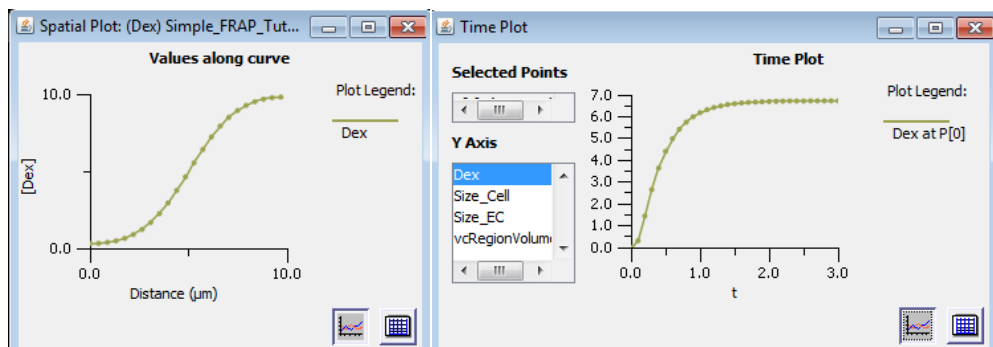 Spatial Plot: (Dex) Simple_FRAP_Tut...
Values along curve
10.0
0.0
[Dex]
0.0
10.0
Distance (µm)
Plot Legend:
Dex
Time Plot
Selected Points
Y Axis
Dex
Size_Cell
Size_EC
vcRegionVolum
Time Plot
7.0
6.0
5.0
4.0
3.0
2.0
1.0
0.0
0.0
1.0
2.0
3.0
t
Plot Legend:
Dex at P[0]